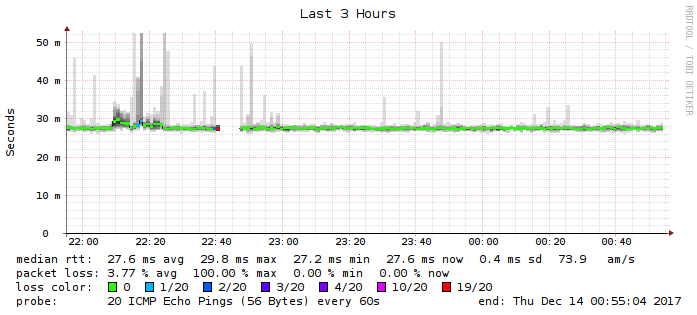 Last 3 Hours
RRDTOOL / TOBI OETIKER
Seconds
50 m
40 m
30 m
20 m
10 m
0
22:00 22:20 22:40 23:00 23:20 23:40 00:00 00:20 00:40
median rtt: 27.6 ms avg 29.8 ms max 27.2 ms min 27.6 ms now 0.4 ms sd 73.9 am/s
packet loss: 3.77 % avg 100.00 % max 0.00 % min 0.00 % now
loss color: 0 1/20 2/20 3/20 4/20 10/20 19/20
probe: 20 ICMP Echo Pings (56 Bytes) every 60s end: Thu Dec 14 00:55:04 2017